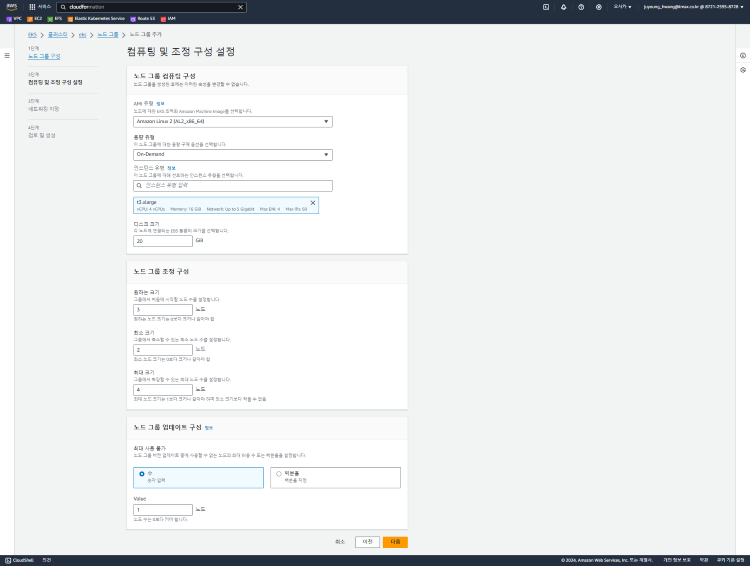 aws 서비스 cloudformation 오사카
VPC EC2 EFS Elastic Kubernetes Service Route 53 IAM
EKS > 클러스터 > eks > 노드 그룹 > 노드 그룹 추가
1단계
노드 그룹 구성
2단계
컴퓨팅 및 조정 구성 설정
3단계
네트워킹 지정
4단계
검토 및 생성
컴퓨팅 및 조정 구성 설정
노드 그룹 컴퓨팅 구성
노드 그룹을 생성한 후에는 이러한 속성을 변경할 수 없습니다.
AMI 유형 정보
노드에 대한 EKS 최적화 Amazon Machine Image를 선택합니다.
Amazon Linux 2 (AL2_x86_64)
용량 유형
이 노드 그룹에 대한 용량 구매 옵션을 선택합니다.
On-Demand
인스턴스 유형 정보
이 노드 그룹에 대해 선호하는 인스턴스 유형을 선택합니다.
인스턴스 유형 입력
t3.xlarge
vCPU: 4 vCPUs Memory: 16 GiB Network: Up to 5 Gigabit Max ENI: 4 Max IPs: 60
디스크 크기
각 노드에 연결되는 EBS 볼륨의 크기를 선택합니다.
20 GiB
노드 그룹 조정 구성
원하는 크기
그룹에서 처음에 시작할 노드 수를 설정합니다.
3 노드
원하는 노드 크기는 0보다 크거나 같아야 함
최소 크기
그룹에서 축소할 수 있는 최소 노드 수를 설정합니다.
2 노드
최소 노드 크기는 0보다 크거나 같아야 함
최대 크기
그룹에서 확장할 수 있는 최대 노드 수를 설정합니다.
4 노드
최대 노드 크기는 1보다 크거나 같아야 하며 최소 크기보다 작을 수 없음
노드 그룹 업데이트 구성 정보
최대 사용 불가
노드 그룹 버전 업데이트 중에 사용할 수 없는 노드의 최대 허용 수 또는 백분율을 설정합니다.
수
숫자 입력
백분율
백분율 지정
Value
1 노드
노드 수는 0보다 커야 합니다.
취소 이전 다음
CloudShell 의견 © 2024, Amazon Web Services, Inc. 또는 계열사. 개인 정보 보호 약관 쿠키 기본 설정